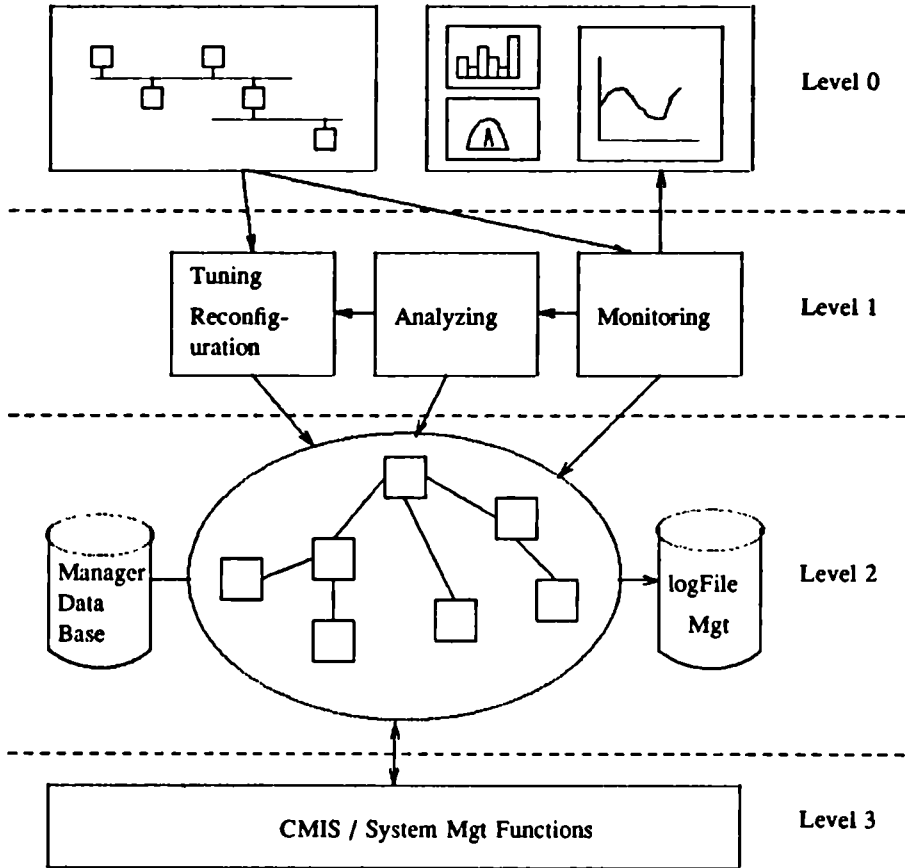 Level 0
Tuning
Reconfig-
uration
Analyzing
Monitoring
Level 1
Manager
Data
Base
logFile
Mgt
Level 2
CMIS / System Mgt Functions
Level 3